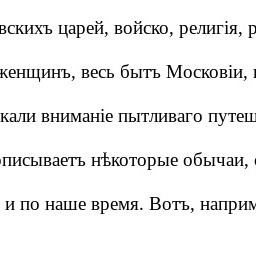 вскихъ царей, войско, религія, р
женщинъ, весь бытъ Московіи,
кали вниманіе пытливаго путеш
описываетъ нѣкоторые обычаи,
и по наше время. Вотъ, наприм